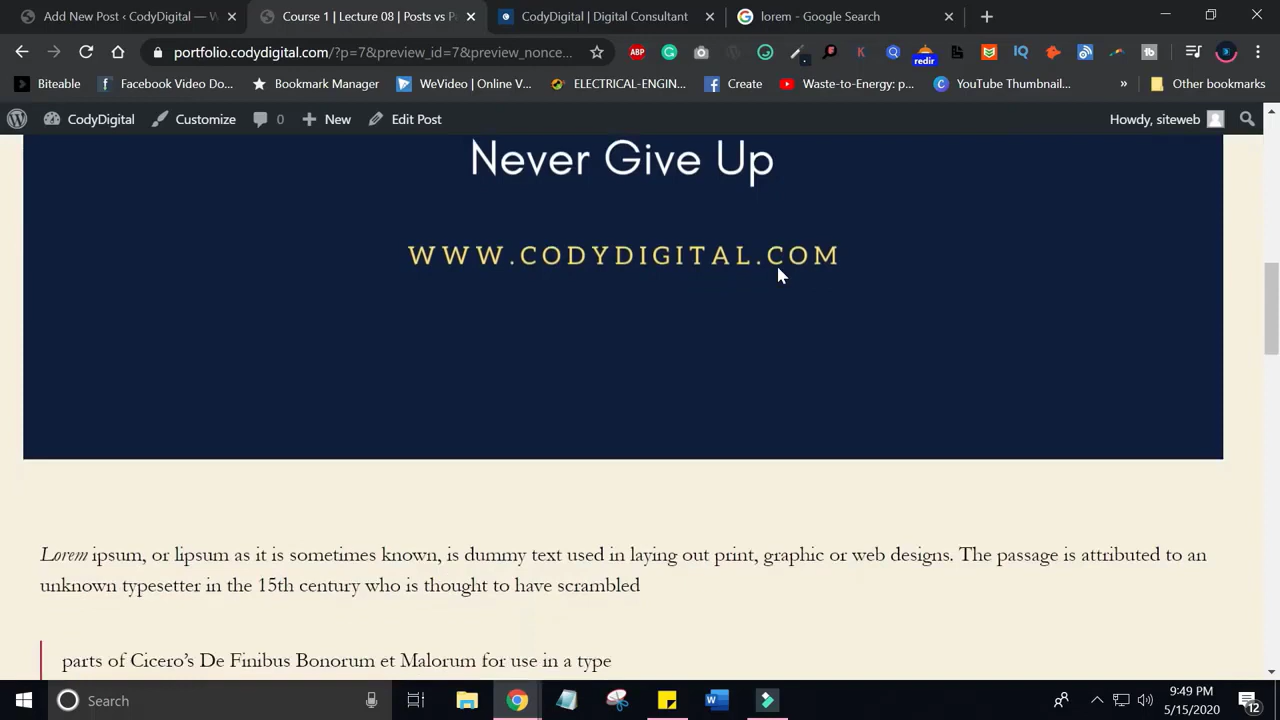 Add New Post ‹ CodyDigital — W
Course 1 | Lecture 08 | Posts vs P
CodyDigital | Digital Consultant
lorem - Google Search
portfolio.codydigital.com/?p=7&preview_id=7&preview_nonce...
ABP
redir
K
IQ
Biteable
Facebook Video Do...
Bookmark Manager
WeVideo | Online V...
ELECTRICAL-ENGIN...
Create
Waste-to-Energy: p...
YouTube Thumbnail...
»
Other bookmarks
CodyDigital
Customize
0
New
Edit Post
Howdy, siteweb
Never Give Up
WWW.CODYDIGITAL.COM
Lorem ipsum, or lipsum as it is sometimes known, is dummy text used in laying out print, graphic or web designs. The passage is attributed to an
unknown typesetter in the 15th century who is thought to have scrambled
parts of Cicero’s De Finibus Bonorum et Malorum for use in a type
Search
9:49 PM
5/15/2020
12